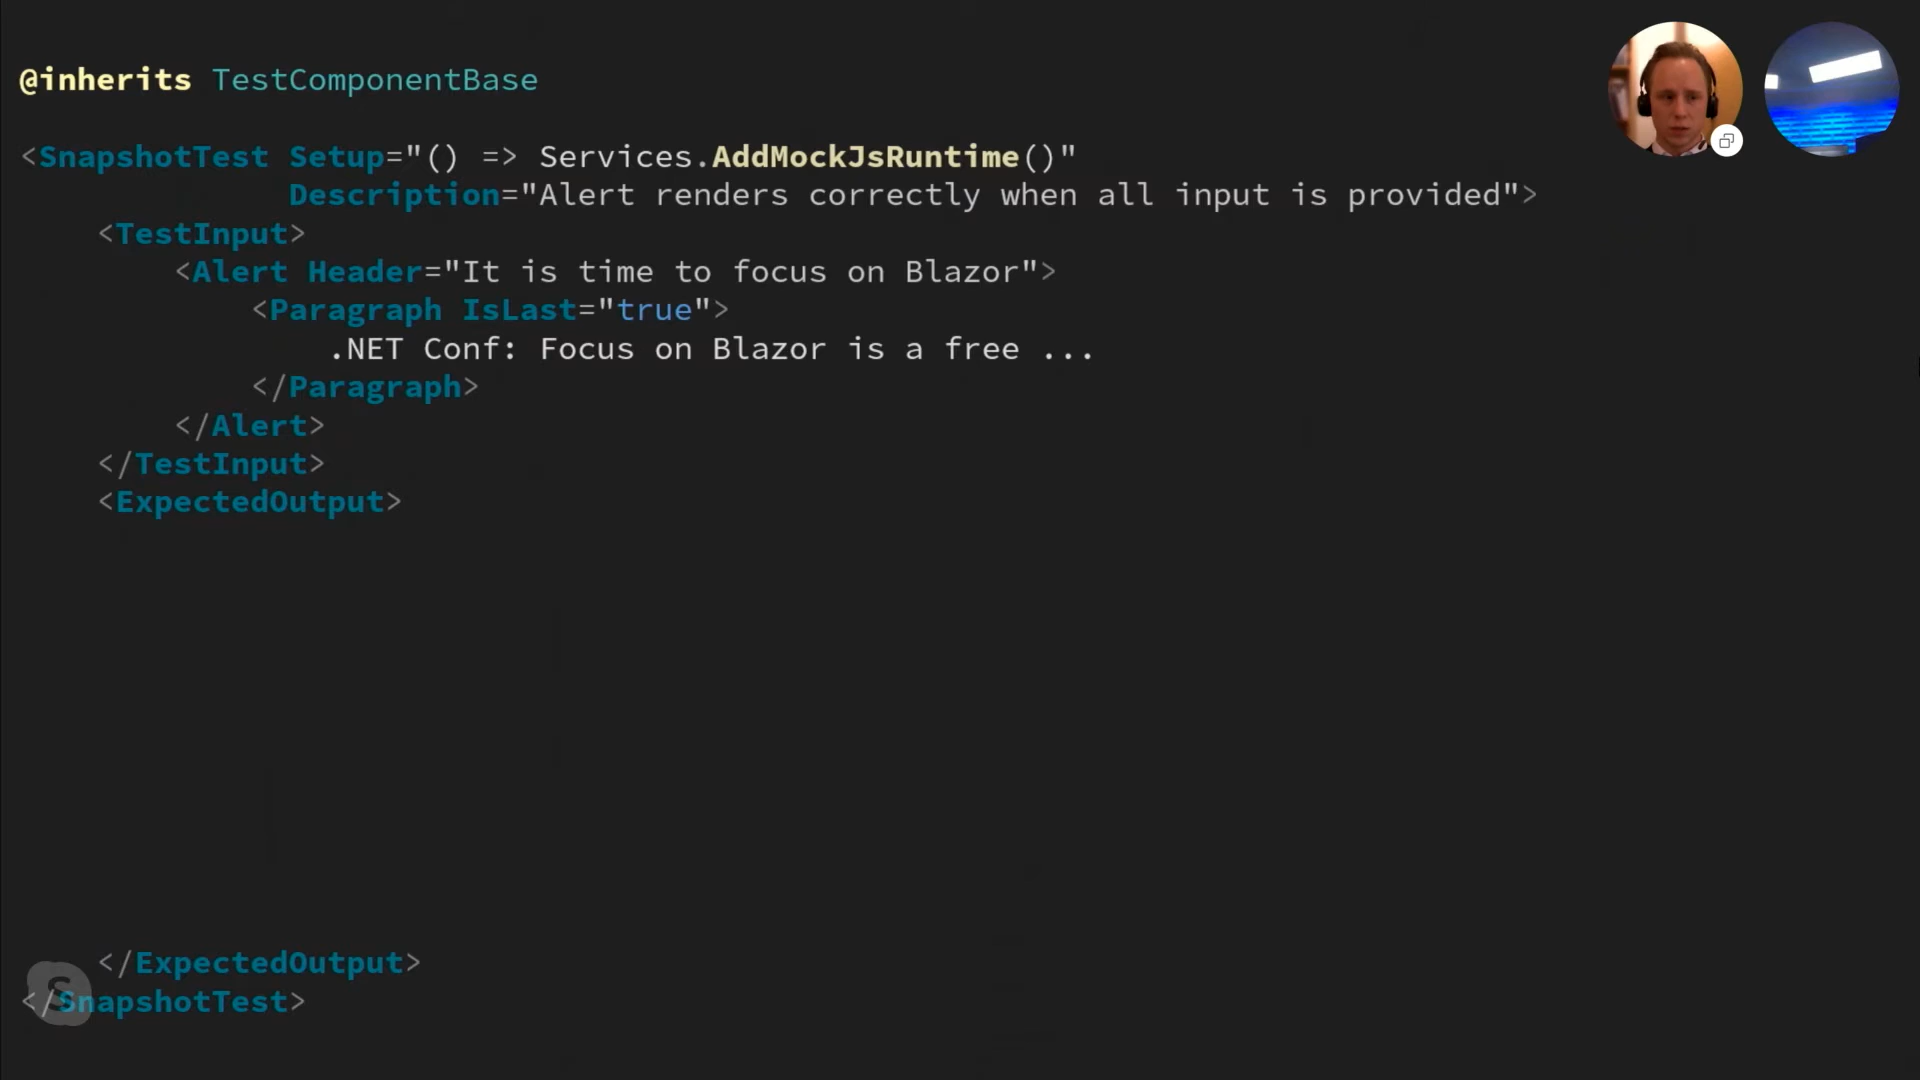 @inherits TestComponentBase
<SnapshotTest Setup="() => Services.AddMockJsRuntime()"
Description="Alert renders correctly when all input is provided">
<TestInput>
<Alert Header="It is time to focus on Blazor">
<Paragraph IsLast="true">
.NET Conf: Focus on Blazor is a free ...
</Paragraph>
</Alert>
</TestInput>
<ExpectedOutput>
</ExpectedOutput>
</SnapshotTest>